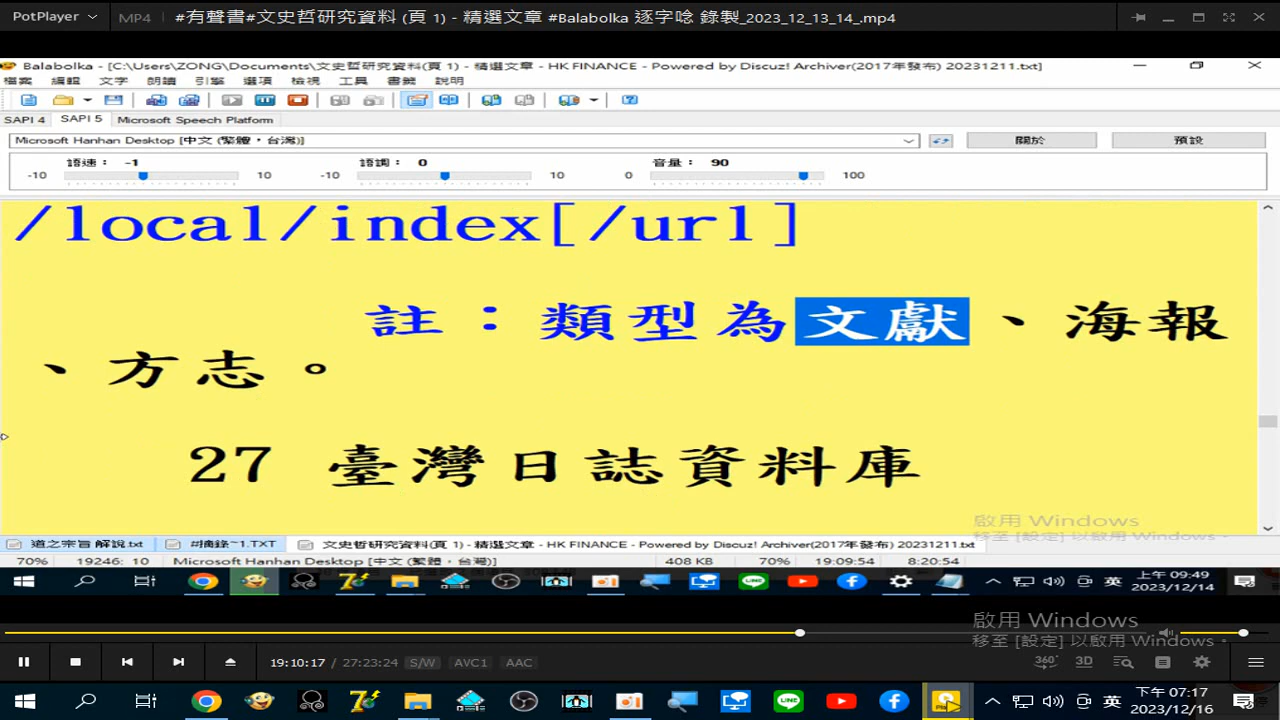 PotPlayer MP4 #有聲書#文史哲研究資料 (頁 1) - 精選文章 #Balabolka 逐字唸 錄製_2023_12_13_14_.mp4
Balabolka - [C:\Users\ZONG\Documents\文史哲研究資料(頁 1) - 精選文章 - HK FINANCE - Powered by Discuz! Archiver(2017年發布) 20231211.txt]
檔案 編輯 文字 朗讀 引擎 選項 檢視 工具 書籤 說明
SAPI 4 SAPI 5 Microsoft Speech Platform
Microsoft Hanhan Desktop [中文 (繁體，台灣)] 關於 預設
語速： -1 語調： 0 音量： 90
-10 10 -10 10 0 100
/local/index[/url]
註：類型為文獻、海報
、方志。
27 臺灣日誌資料庫
啟用 Windows
移至 [設定] 以啟用 Windows。
道之宗旨 解說.txt #摘錄~1.TXT 文史哲研究資料(頁 1) - 精選文章 - HK FINANCE - Powered by Discuz! Archiver(2017年發布) 20231211.txt
70% 19246: 10 Microsoft Hanhan Desktop [中文 (繁體，台灣)] 408 KB 70% 19:09:54 8:20:54
英 上午 09:49
2023/12/14
啟用 Windows
移至 [設定] 以啟用 Windows。
19:10:17 / 27:23:24 S/W AVC1 AAC 360° 3D
英 下午 07:17
2023/12/16